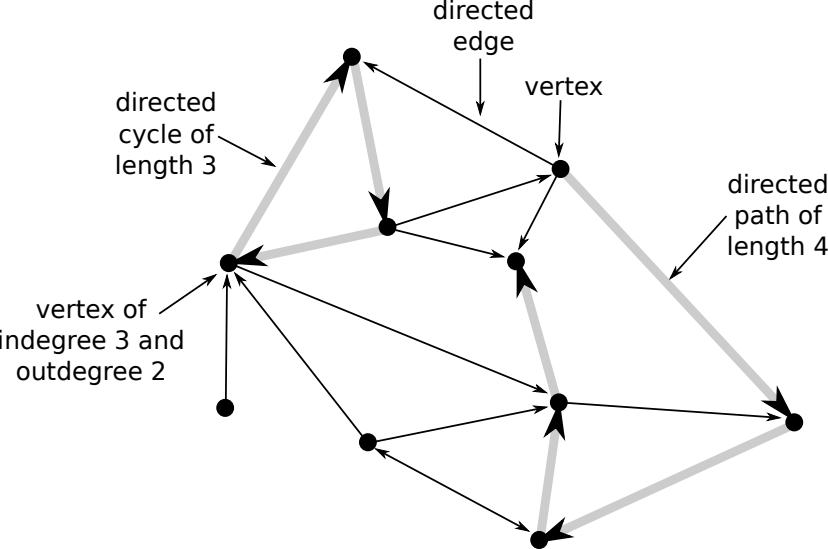 directed
edge
vertex
directed
cycle of
length 3
directed
path of
length 4
vertex of
indegree 3 and
outdegree 2